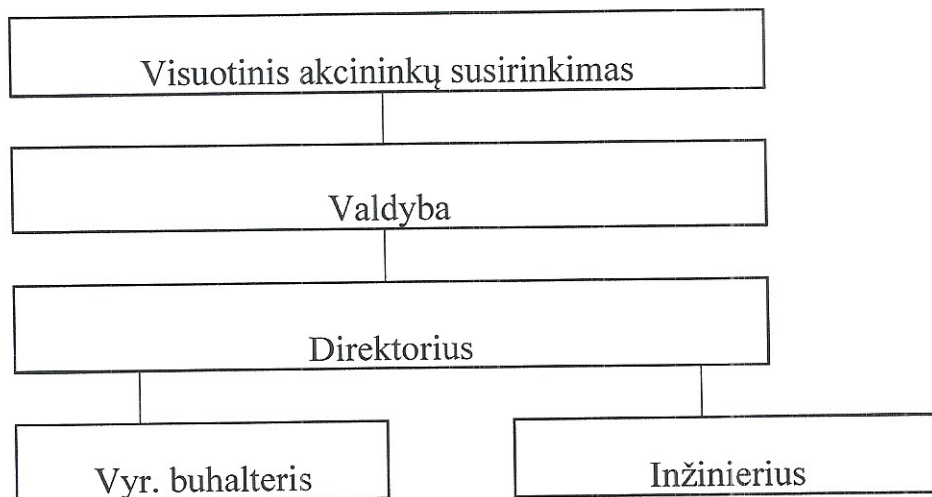 Visuotinis akcininkų susirinkimas
Valdyba
Direktorius
Vyr. buhalteris
Inžinierius